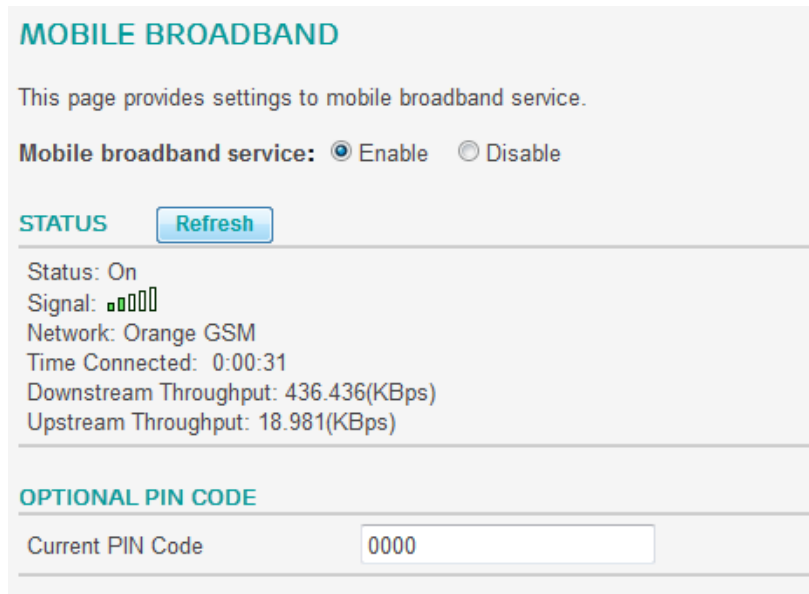 MOBILE BROADBAND
This page provides settings to mobile broadband service.
Mobile broadband service: Enable Disable
STATUS Refresh
Status: On
Signal:
Network: Orange GSM
Time Connected: 0:00:31
Downstream Throughput: 436.436(KBps)
Upstream Throughput: 18.981(KBps)
OPTIONAL PIN CODE
Current PIN Code 0000